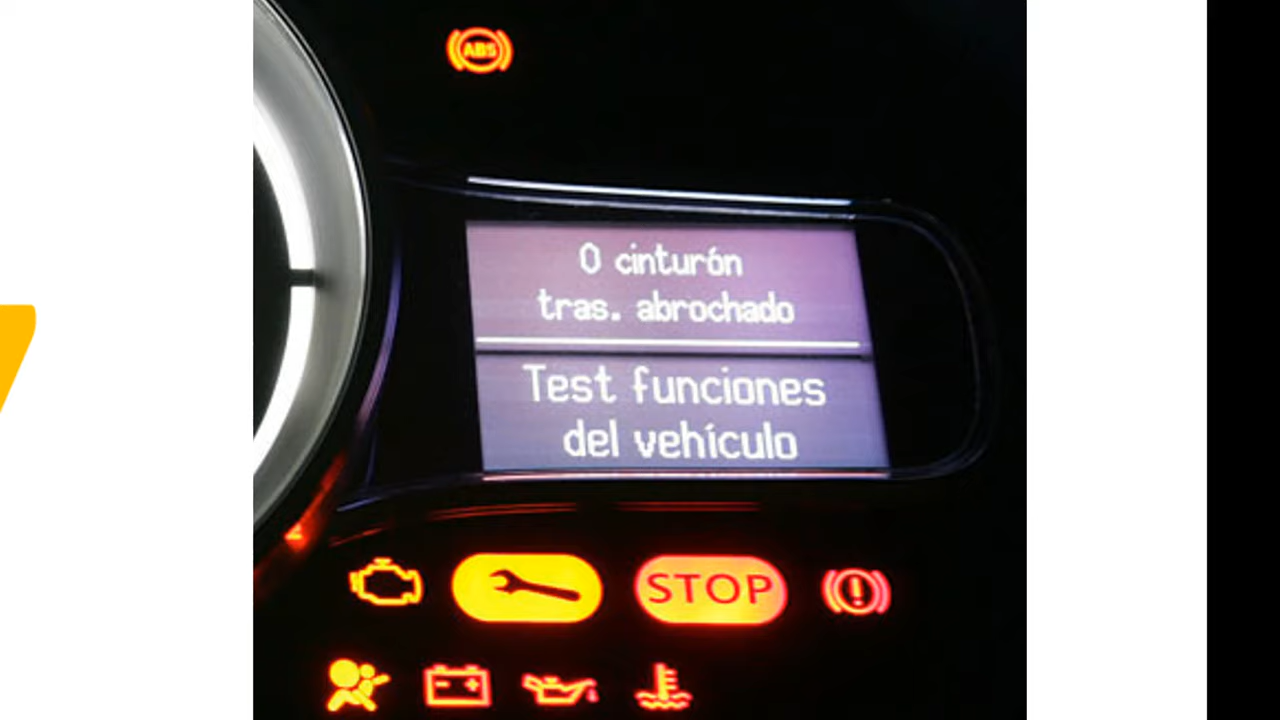 ABS
0 cinturón
tras. abrochado
Test funciones
del vehículo
STOP